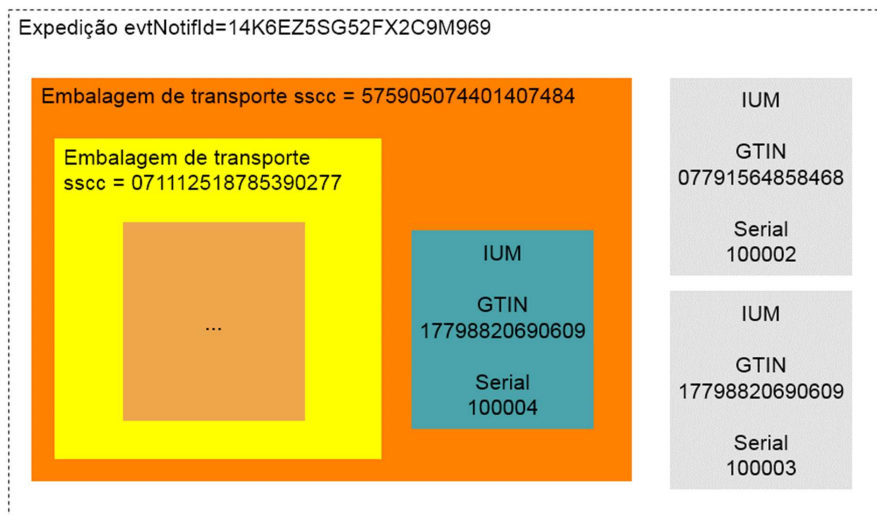 Expedição evtNotifId=14K6EZ5SG52FX2C9M969
Embalagem de transporte sscc = 575905074401407484
Embalagem de transporte
sscc = 071112518785390277
...
IUM
GTIN
17798820690609
Serial
100004
IUM
GTIN
07791564858468
Serial
100002
IUM
GTIN
17798820690609
Serial
100003